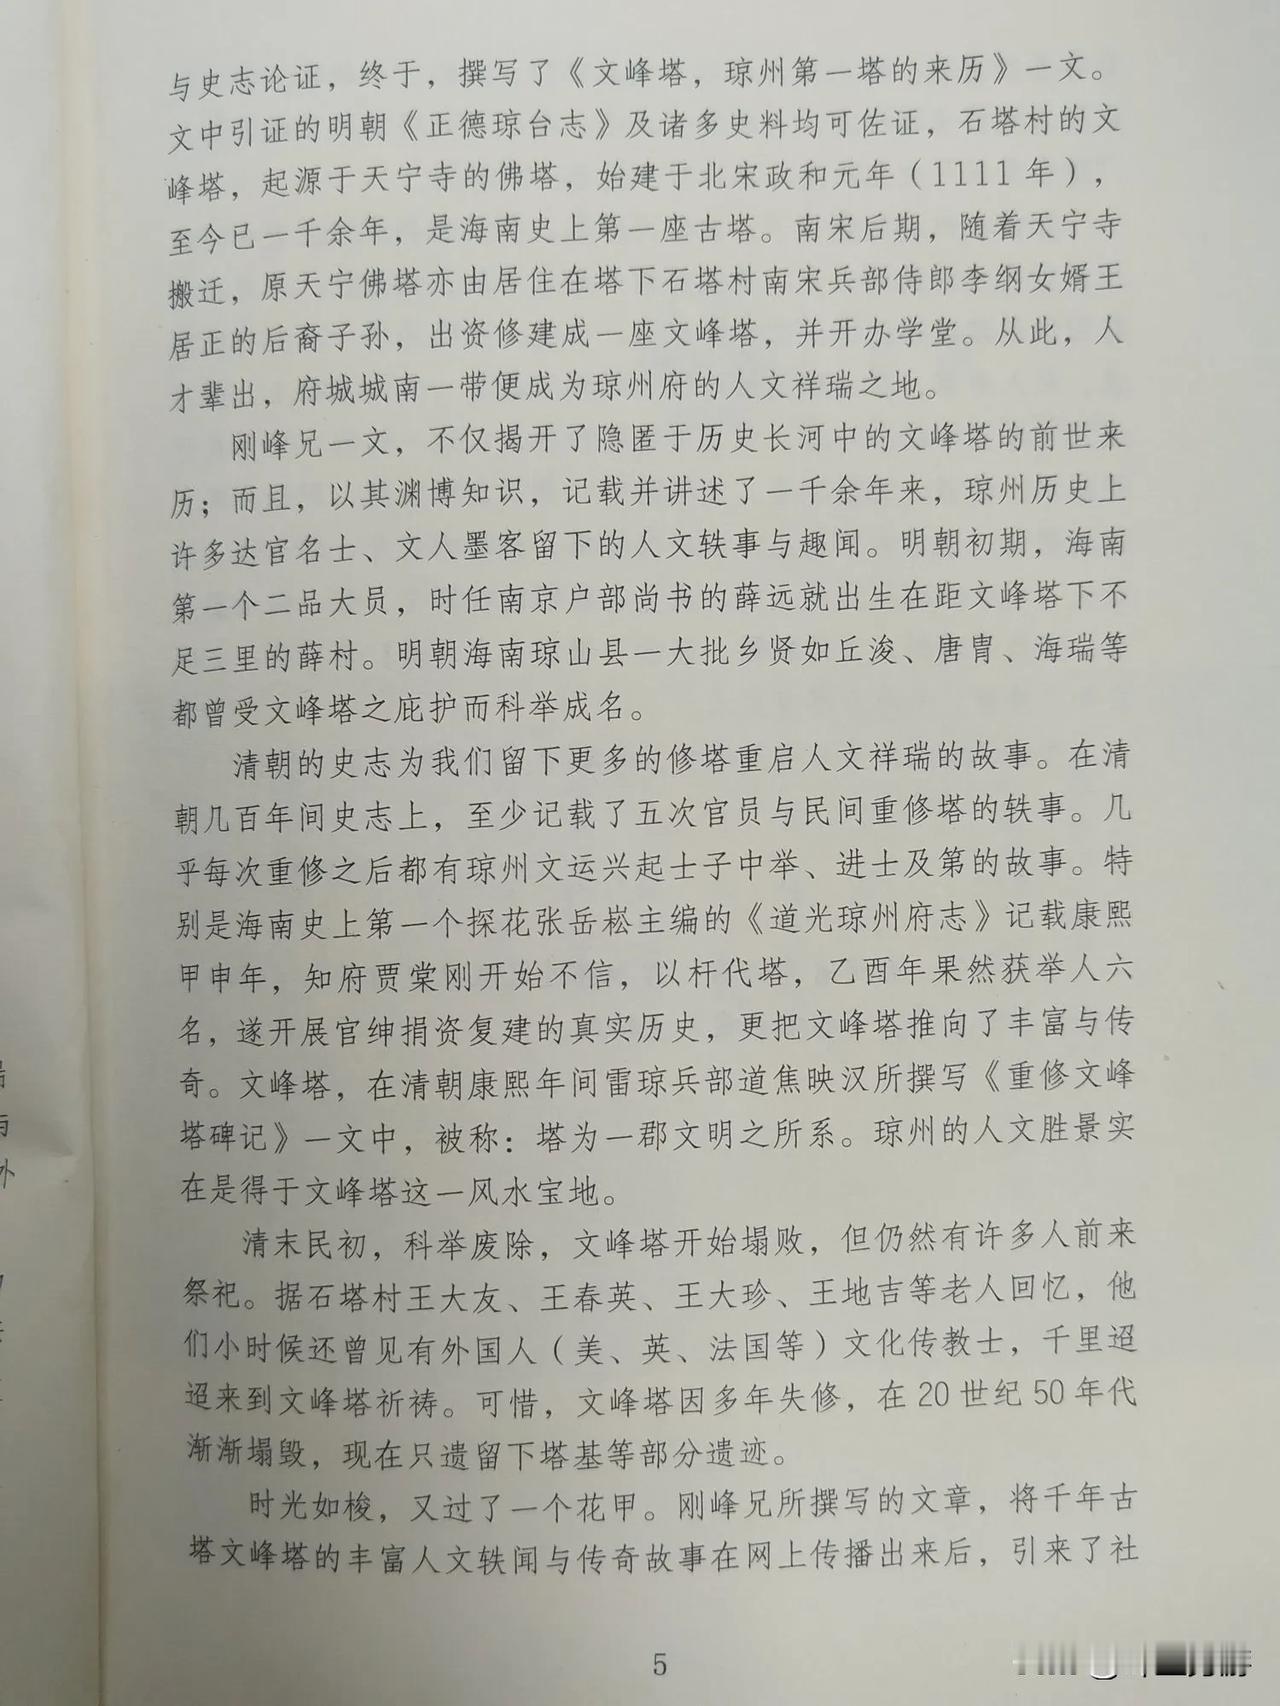 与史志论证，终于，撰写了《文峰塔，琼州第一塔的来历》一文。
文中引证的明朝《正德琼台志》及诸多史料均可佐证，石塔村的文
峰塔，起源于天宁寺的佛塔，始建于北宋政和元年（1111 年），
至今已一千余年，是海南史上第一座古塔。南宋后期，随着天宁寺
搬迁，原天宁佛塔亦由居住在塔下石塔村南宋兵部侍郎李纲女婿王
居正的后裔子孙，出资修建成一座文峰塔，并开办学堂。从此，人
才辈出，府城城南一带便成为琼州府的人文祥瑞之地。
刚峰兄一文，不仅揭开了隐匿于历史长河中的文峰塔的前世来
历；而且，以其渊博知识，记载并讲述了一千余年来，琼州历史上
许多达官名士、文人墨客留下的人文轶事与趣闻。明朝初期，海南
第一个二品大员，时任南京户部尚书的薛远就出生在距文峰塔下不
足三里的薛村。明朝海南琼山县一大批乡贤如丘浚、唐胄、海瑞等
都曾受文峰塔之庇护而科举成名。
清朝的史志为我们留下更多的修塔重启人文祥瑞的故事。在清
朝几百年间史志上，至少记载了五次官员与民间重修塔的轶事。几
乎每次重修之后都有琼州文运兴起士子中举、进士及第的故事。特
别是海南史上第一个探花张岳崧主编的《道光琼州府志》记载康熙
甲申年，知府贾棠刚开始不信，以杆代塔，乙酉年果然获举人六
名，遂开展官绅捐资复建的真实历史，更把文峰塔推向了丰富与传
奇。文峰塔，在清朝康熙年间雷琼兵部道焦映汉所撰写《重修文峰
塔碑记》一文中，被称：塔为一郡文明之所系。琼州的人文胜景实
在是得于文峰塔这一风水宝地。
清末民初，科举废除，文峰塔开始塌败，但仍然有许多人前来
祭祀。据石塔村王大友、王春英、王大珍、王地吉等老人回忆，他
们小时候还曾见有外国人（美、英、法国等）文化传教士，千里迢
迢来到文峰塔祈祷。可惜，文峰塔因多年失修，在 20 世纪 50 年代
渐渐塌毁，现在只遗留下塔基等部分遗迹。
时光如梭，又过了一个花甲。刚峰兄所撰写的文章，将千年古
塔文峰塔的丰富人文轶闻与传奇故事在网上传播出来后，引来了社
5